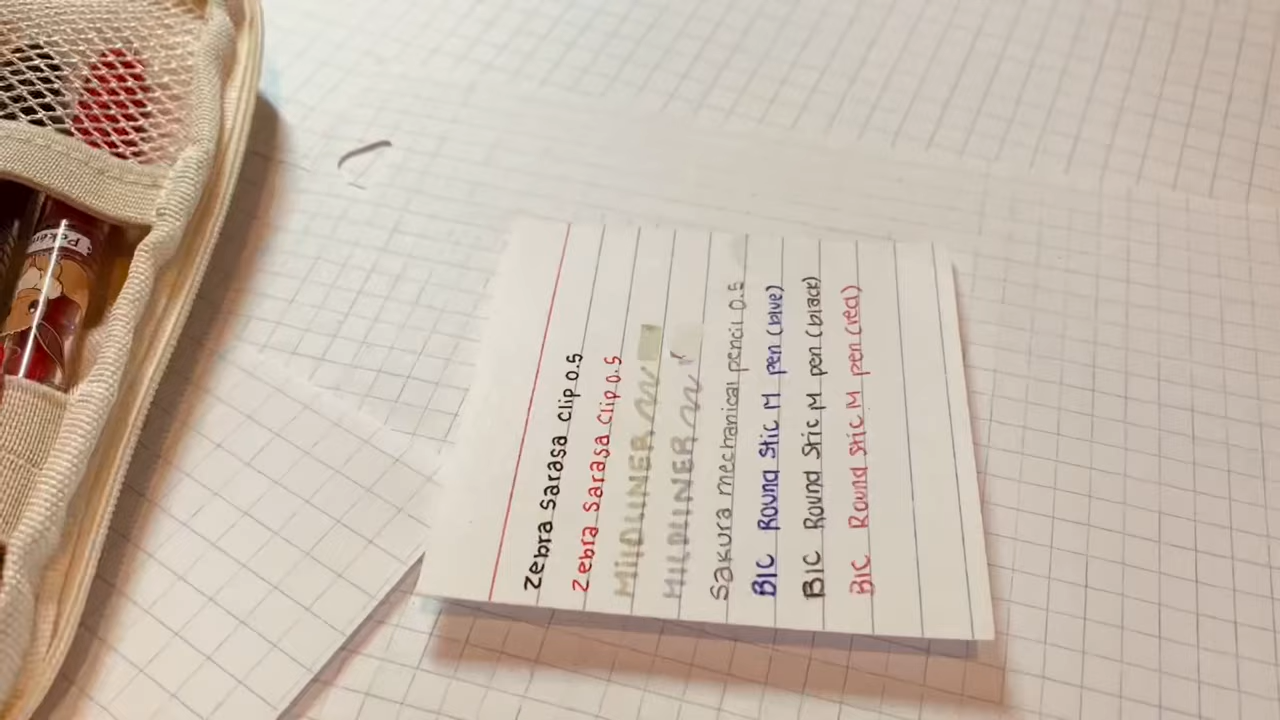 Zebra Sarasa Clip 0.5
Zebra Sarasa Clip 0.5
MILDLINER
MILDLINER
Sakura mechanical pencil 0.5
BIC Round Stic M pen (blue)
BIC Round Stic M pen (black)
BIC Round Stic M pen (red)
Pokém